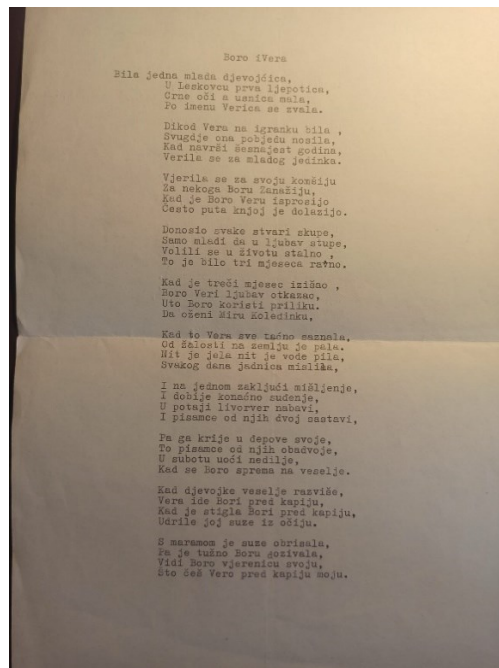 Boro iVera
Bila jedna mlada djevojčica,
U Leskovcu prva ljepotica,
Crne oči a usnica mala,
Po imenu Verica se zvala.
Dikod Vera na igranku bila ,
Svugdje ona pobjedu nosila,
Kad navrši šesnajest godina,
Verila se za mladog jedinka.
Vjerila se za svoju komšiju
Za nekoga Boru Zanažiju,
Kad je Boro Veru isprosijo
Često puta knjoj je dolazijo.
Donosio svake stvari skupe,
Samo mladi da u ljubav stupe,
Volili se u životu stalno ,
To je bilo tri mjeseca ratno.
Kad je treči mjesec izišao ,
Boro Veri ljubav otkazao,
Uto Boro koristi priliku.
Da oženi Miru Koledinku,
Kad to Vera sve tačno saznala,
Od žalosti na zemlju je pala.
Nit je jela nit je vode pila,
Svakog dana jadnica mislila,
I na jednom zaključi mišljenje,
I dobije konačno suđenje,
U potaji livorver nabavi,
I pisamce od njih dvoj sastavi,
Pa ga krije u đepove svoje,
To pisamce od njih obadvoje,
U subotu uoči nedilje,
Kad se Boro sprema na veselje.
Kad djevojke veselje razviše,
Vera ide Bori pred kapiju,
Kad je stigla Bori pred kapiju,
Udrile joj suze iz očiju.
S maramom je suze obrisala,
Pa je tužno Boru dozivala,
Vidi Boro vjerenicu svoju,
Što češ Vero pred kapiju moju.